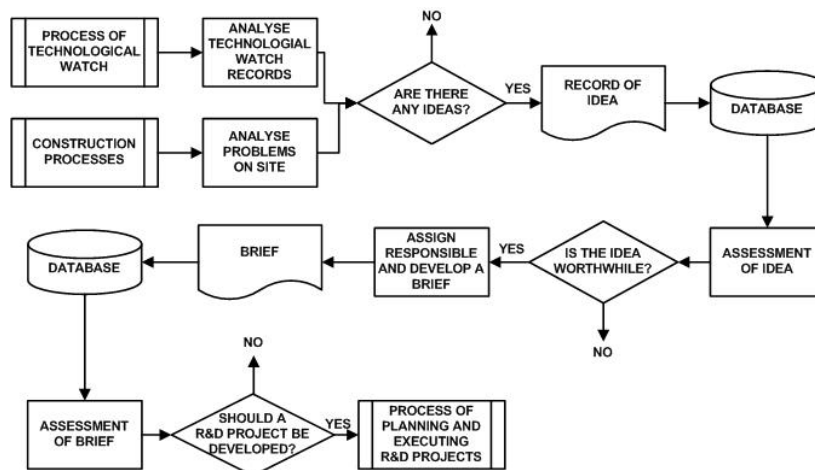 NO
PROCESS OF
TECHNOLOGICAL
WATCH
ANALYSE
TECHNOLOGIAL
WATCH
RECORDS
ARE THERE
ANY IDEAS?
YES
RECORD OF
IDEA
DATABASE
CONSTRUCTION
PROCESSES
ANALYSE
PROBLEMS
ON SITE
ASSESSMENT
OF IDEA
IS THE IDEA
WORTHWHILE?
NO
YES
ASSIGN
RESPONSIBLE
AND DEVELOP A
BRIEF
BRIEF
DATABASE
ASSESSMENT
OF BRIEF
SHOULD A
R&D PROJECT BE
DEVELOPED?
NO
YES
PROCESS OF
PLANNING AND
EXECUTING
R&D PROJECTS